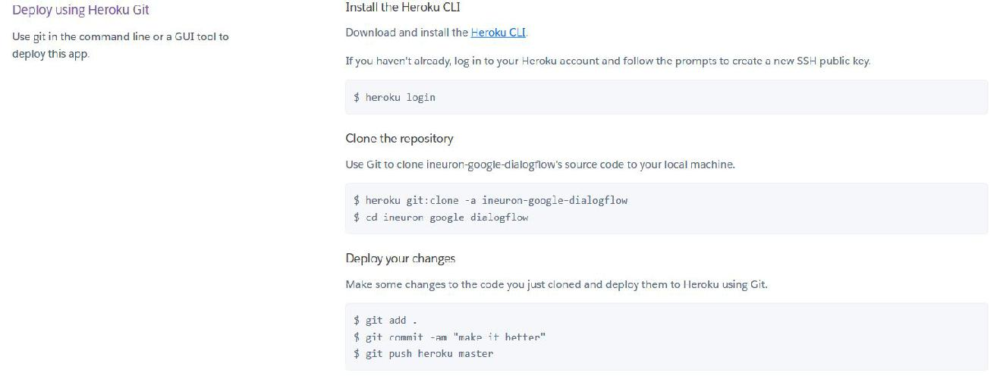 Deploy using Heroku Git
Use git in the command line or a GUI tool to
deploy this app.
Install the Heroku CLI
Download and install the Heroku CLI.
If you haven't already, log in to your Heroku account and follow the prompts to create a new SSH public key.
$ heroku login
Clone the repository
Use Git to clone ineuron-google-dialogflow's source code to your local machine.
$ heroku git:clone -a ineuron-google-dialogflow
$ cd ineuron google dialogflow
Deploy your changes
Make some changes to the code you just cloned and deploy them to Heroku using Git.
$ git add .
$ git commit -am "make it better"
$ git push heroku master